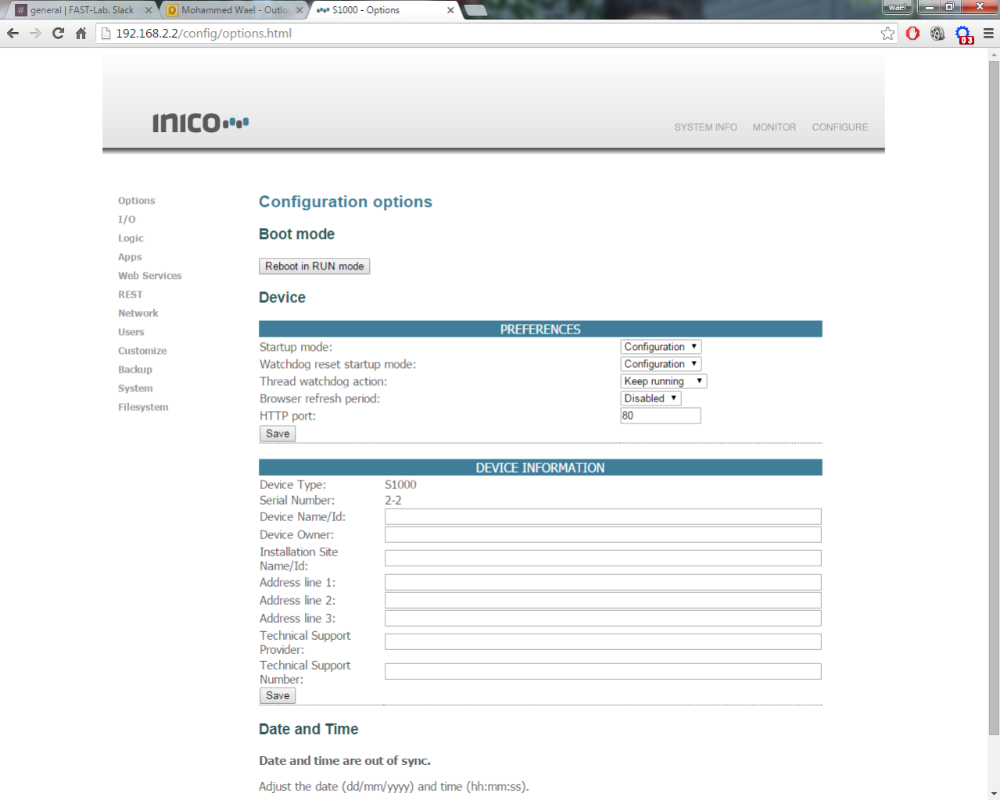 # general | FAST-Lab. Slack
Mohammed Wael - Outlo
S1000 - Options
wael
192.168.2.2/config/options.html
03
INICO
SYSTEM INFO MONITOR CONFIGURE
Options
I/O
Logic
Apps
Web Services
REST
Network
Users
Customize
Backup
System
Filesystem
Configuration options
Boot mode
Reboot in RUN mode
Device
PREFERENCES
Startup mode: Configuration
Watchdog reset startup mode: Configuration
Thread watchdog action: Keep running
Browser refresh period: Disabled
HTTP port: 80
Save
DEVICE INFORMATION
Device Type: S1000
Serial Number: 2-2
Device Name/Id:
Device Owner:
Installation Site
Name/Id:
Address line 1:
Address line 2:
Address line 3:
Technical Support
Provider:
Technical Support
Number:
Save
Date and Time
Date and time are out of sync.
Adjust the date (dd/mm/yyyy) and time (hh:mm:ss).